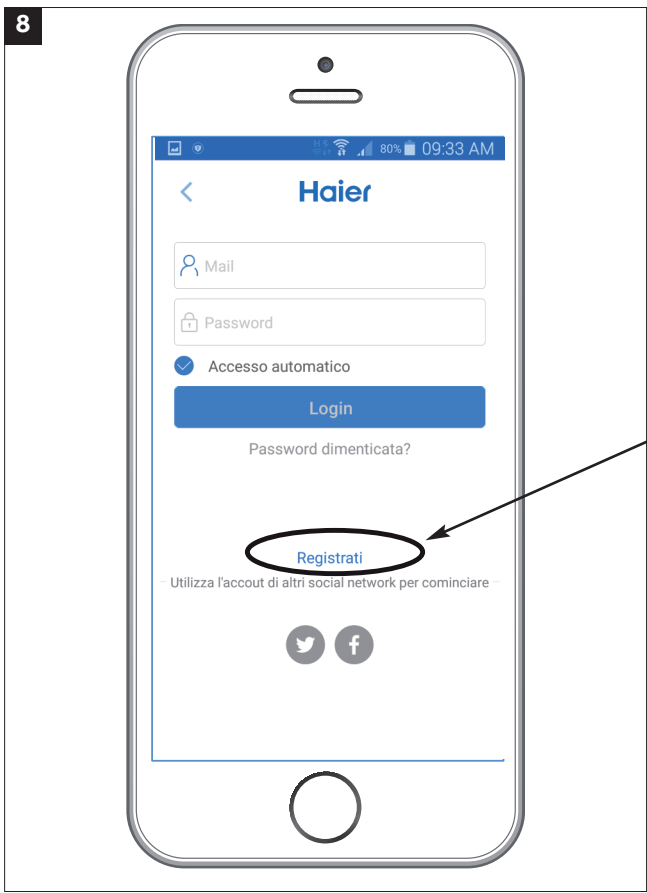 8
80% 09:33 AM
Haier
Mail
Password
Accesso automatico
Login
Password dimenticata?
Registrati
Utilizza l'accout di altri social network per cominciare